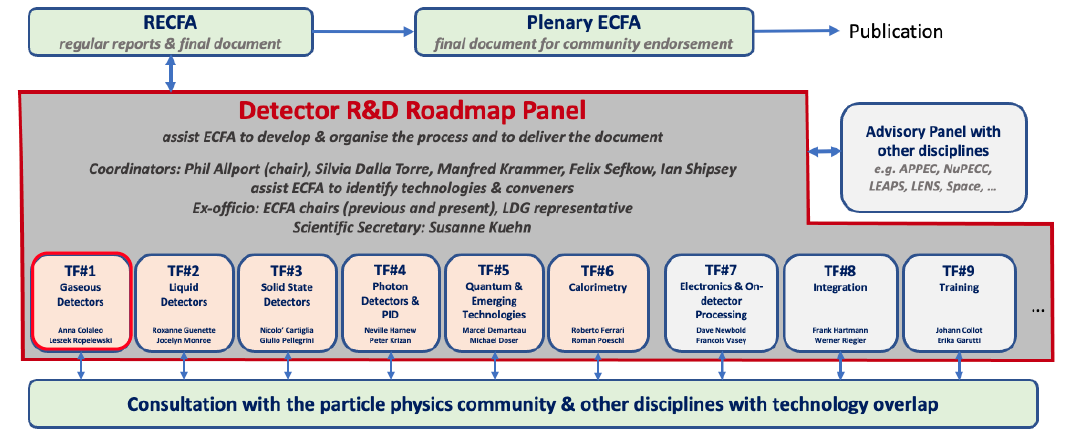 RECFA
regular reports & final document
Plenary ECFA
final document for community endorsement
Publication
Detector R&D Roadmap Panel
assist ECFA to develop & organise the process and to deliver the document
Coordinators: Phil Allport (chair), Silvia Dalla Torre, Manfred Krammer, Felix Sefkow, Ian Shipsey
assist ECFA to identify technologies & conveners
Ex-officio: ECFA chairs (previous and present), LDG representative
Scientific Secretary: Susanne Kuehn
Advisory Panel with
other disciplines
e.g. APPEC, NuPECC,
LEAPS, LENS, Space, ...
TF#1
Gaseous
Detectors
Anna Colaleo
Leszek Ropelewski
TF#2
Liquid
Detectors
Roxanne Guenette
Jocelyn Monroe
TF#3
Solid State
Detectors
Nicolo' Cartiglia
Giulio Pellegrini
TF#4
Photon
Detectors &
PID
Neville Harnew
Peter Krizan
TF#5
Quantum &
Emerging
Technologies
Marcel Demarteau
Michael Doser
TF#6
Calorimetry
Roberto Ferrari
Roman Poeschl
TF#7
Electronics & On-
detector
Processing
Dave Newbold
Francois Vasey
TF#8
Integration
Frank Hartmann
Werner Riegler
TF#9
Training
Johann Collot
Erika Garutti
...
Consultation with the particle physics community & other disciplines with technology overlap